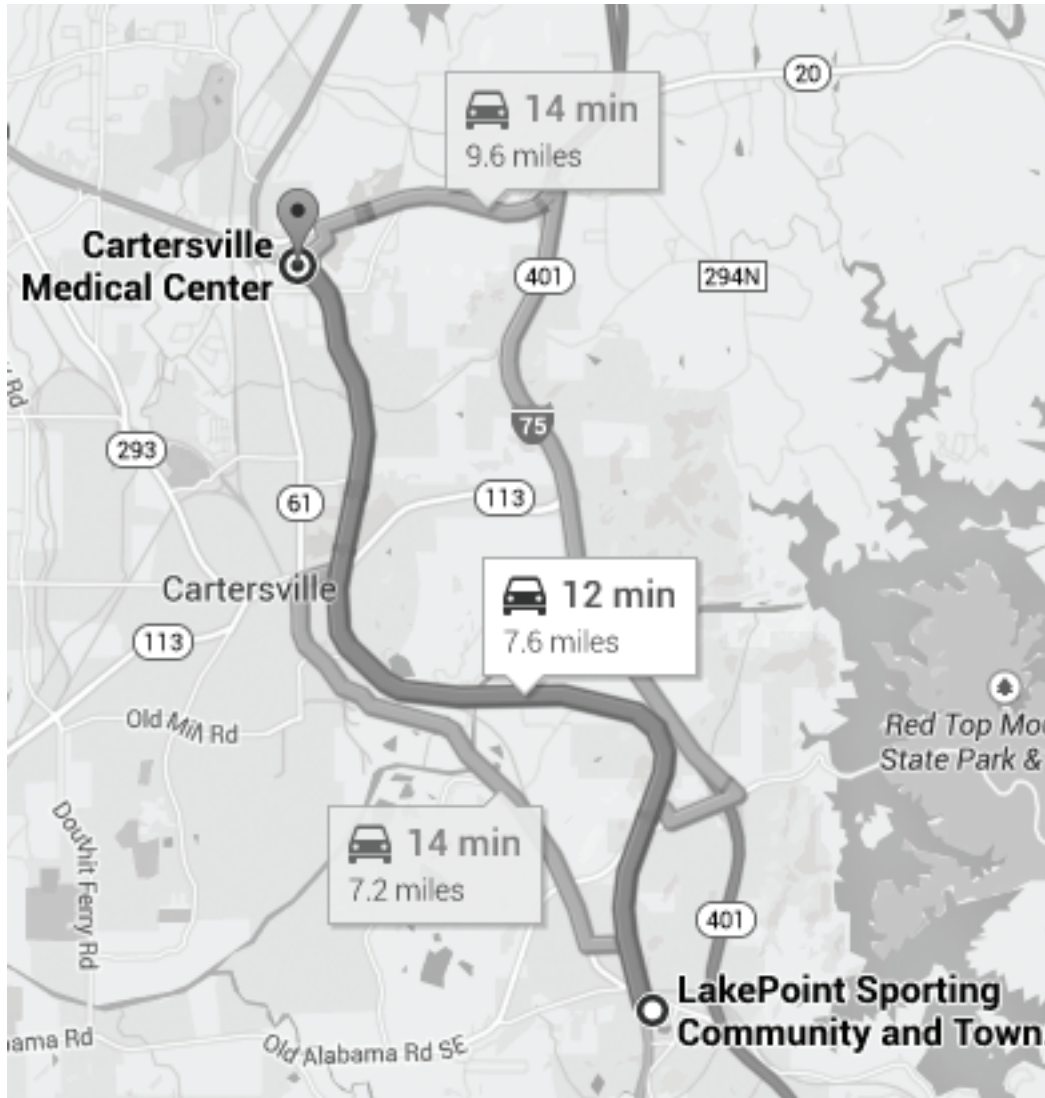 20
14 min
9.6 miles
Cartersville
Medical Center
401
294N
Rd
75
293
61
113
Cartersville
12 min
7.6 miles
113
Old Mill Rd
Red Top Mou
State Park &
14 min
7.2 miles
Douthit Ferry Rd
401
LakePoint Sporting
Community and Town
ama Rd
Old Alabama Rd SE